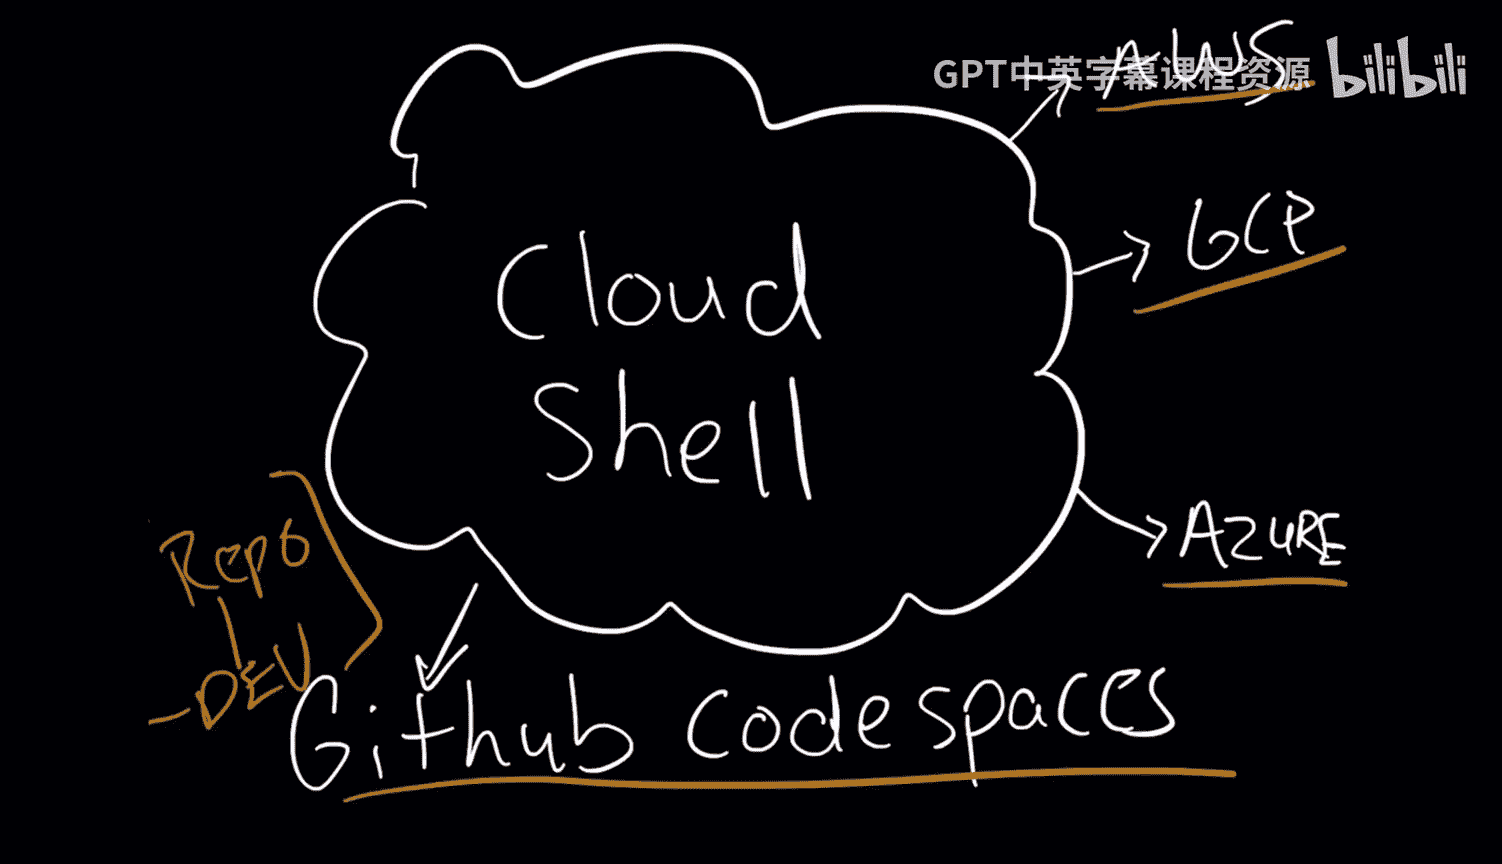 GPT中英字幕课程资源 bilibili
AWS
GCP
Cloud
Shell
AZURE
Repo
-DEV
Github codespaces